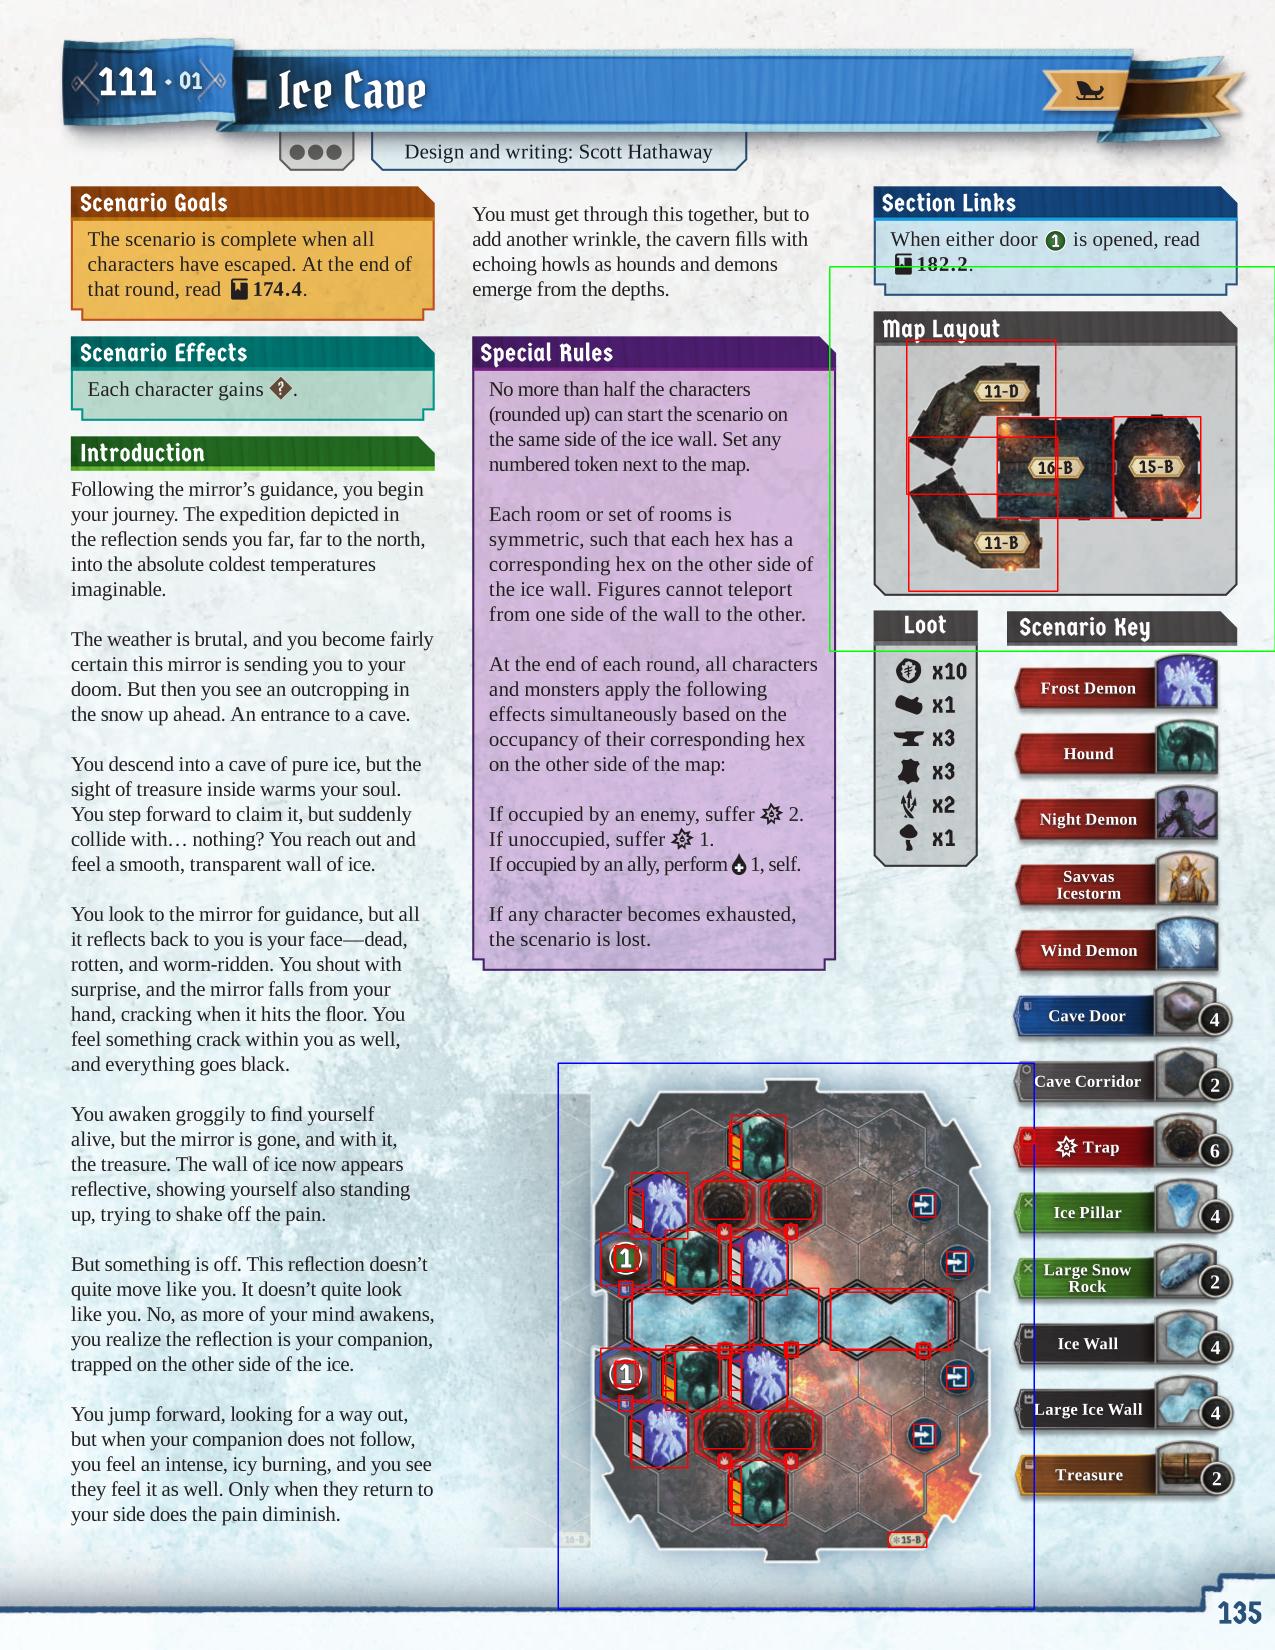 111 • 01
Ice Cave
Design and writing: Scott Hathaway
Scenario Goals
The scenario is complete when all
characters have escaped. At the end of
that round, read 174.4.
Scenario Effects
Each character gains ?.
Introduction
Following the mirror’s guidance, you begin
your journey. The expedition depicted in
the reflection sends you far, far to the north,
into the absolute coldest temperatures
imaginable.
The weather is brutal, and you become fairly
certain this mirror is sending you to your
doom. But then you see an outcropping in
the snow up ahead. An entrance to a cave.
You descend into a cave of pure ice, but the
sight of treasure inside warms your soul.
You step forward to claim it, but suddenly
collide with… nothing? You reach out and
feel a smooth, transparent wall of ice.
You look to the mirror for guidance, but all
it reflects back to you is your face—dead,
rotten, and worm-ridden. You shout with
surprise, and the mirror falls from your
hand, cracking when it hits the floor. You
feel something crack within you as well,
and everything goes black.
You awaken groggily to find yourself
alive, but the mirror is gone, and with it,
the treasure. The wall of ice now appears
reflective, showing yourself also standing
up, trying to shake off the pain.
But something is off. This reflection doesn’t
quite move like you. It doesn’t quite look
like you. No, as more of your mind awakens,
you realize the reflection is your companion,
trapped on the other side of the ice.
You jump forward, looking for a way out,
but when your companion does not follow,
you feel an intense, icy burning, and you see
they feel it as well. Only when they return to
your side does the pain diminish.
You must get through this together, but to
add another wrinkle, the cavern fills with
echoing howls as hounds and demons
emerge from the depths.
Special Rules
No more than half the characters
(rounded up) can start the scenario on
the same side of the ice wall. Set any
numbered token next to the map.
Each room or set of rooms is
symmetric, such that each hex has a
corresponding hex on the other side of
the ice wall. Figures cannot teleport
from one side of the wall to the other.
At the end of each round, all characters
and monsters apply the following
effects simultaneously based on the
occupancy of their corresponding hex
on the other side of the map:
If occupied by an enemy, suffer 2.
If unoccupied, suffer 1.
If occupied by an ally, perform 1, self.
If any character becomes exhausted,
the scenario is lost.
Section Links
When either door 1 is opened, read
182.2.
Map Layout
11-D
16-B
15-B
11-B
Loot
x10
x1
x3
x3
x2
x1
Scenario Key
Frost Demon
Hound
Night Demon
Savvas
Icestorm
Wind Demon
Cave Door 4
Cave Corridor 2
Trap 6
Ice Pillar 4
Large Snow
Rock 2
Ice Wall 4
Large Ice Wall 4
Treasure 2
1
1
16-B
15-B
135